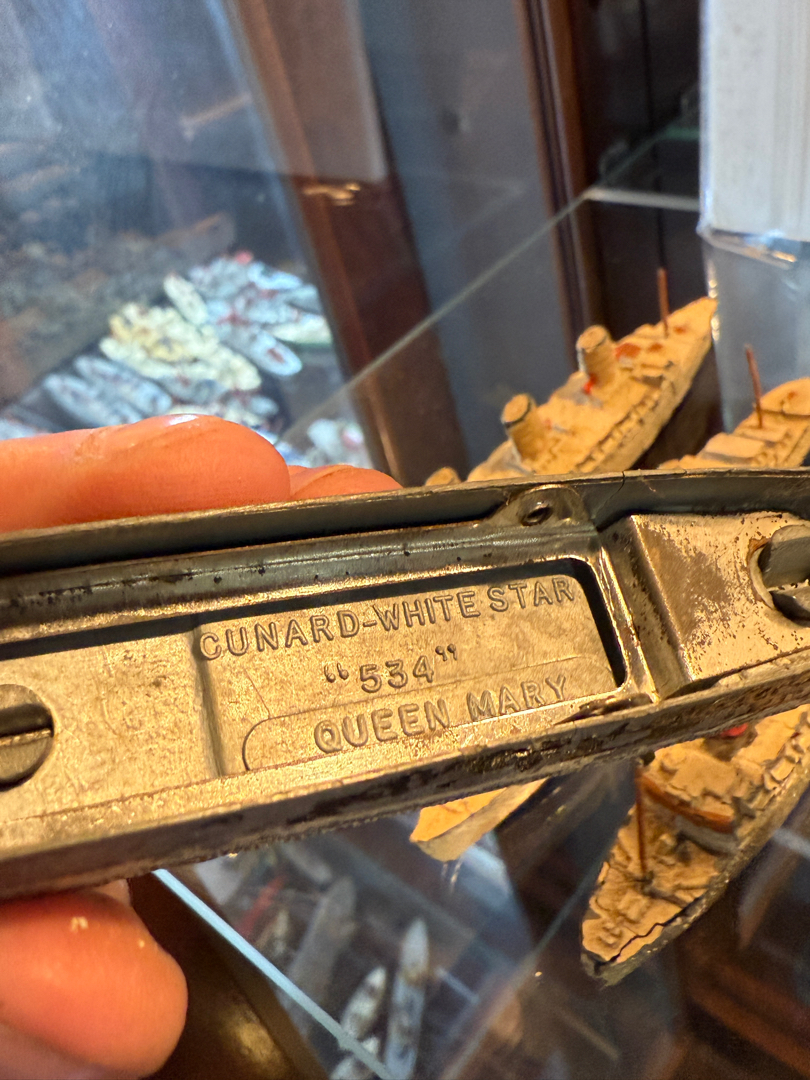 CUNARD-WHITE STAR
“534”
QUEEN MARY